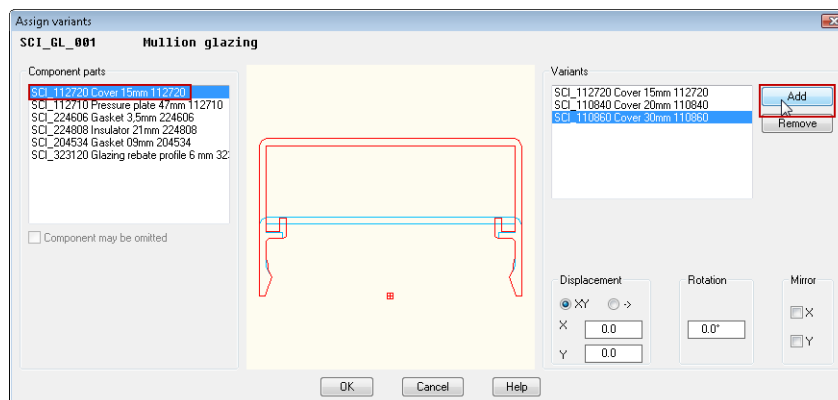 Assign variants
SCI_GL_001 Mullion glazing
Component parts
SCI_112720 Cover 15mm 112720
SCI_112710 Pressure plate 47mm 112710
SCI_224606 Gasket 3,5mm 224606
SCI_224808 Insulator 21mm 224808
SCI_204534 Gasket 09mm 204534
SCI_323120 Glazing rebate profile 6 mm 32
Component may be omitted
Variants
SCI_112720 Cover 15mm 112720
SCI_110840 Cover 20mm 110840
SCI_110860 Cover 30mm 110860
Add
Remove
Displacement
XY ->
X 0.0
Y 0.0
Rotation
0.0°
Mirror
X
Y
OK Cancel Help